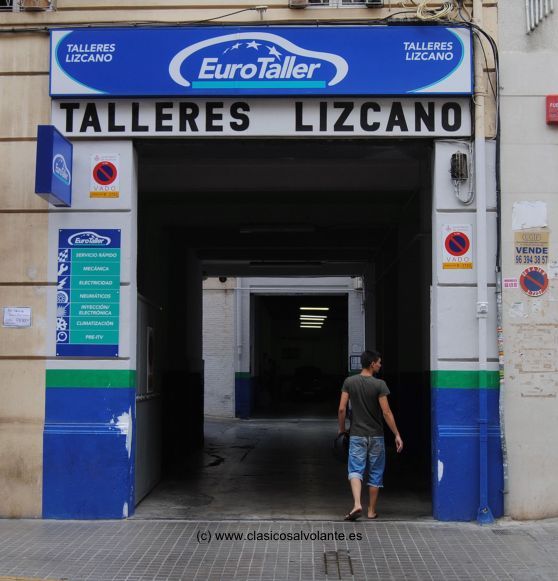 TALLERES
LIZCANO
EuroTaller
TALLERES
LIZCANO
TALLERES LIZCANO
VADO
EuroTaller
SERVICIO RÁPIDO
MECÁNICA
ELECTRICIDAD
NEUMÁTICOS
INYECCIÓN/
ELECTRÓNICA
CLIMATIZACIÓN
PRE-ITV
VADO
VENDE
96 394 38 57
(c) www.clasicosalvolante.es